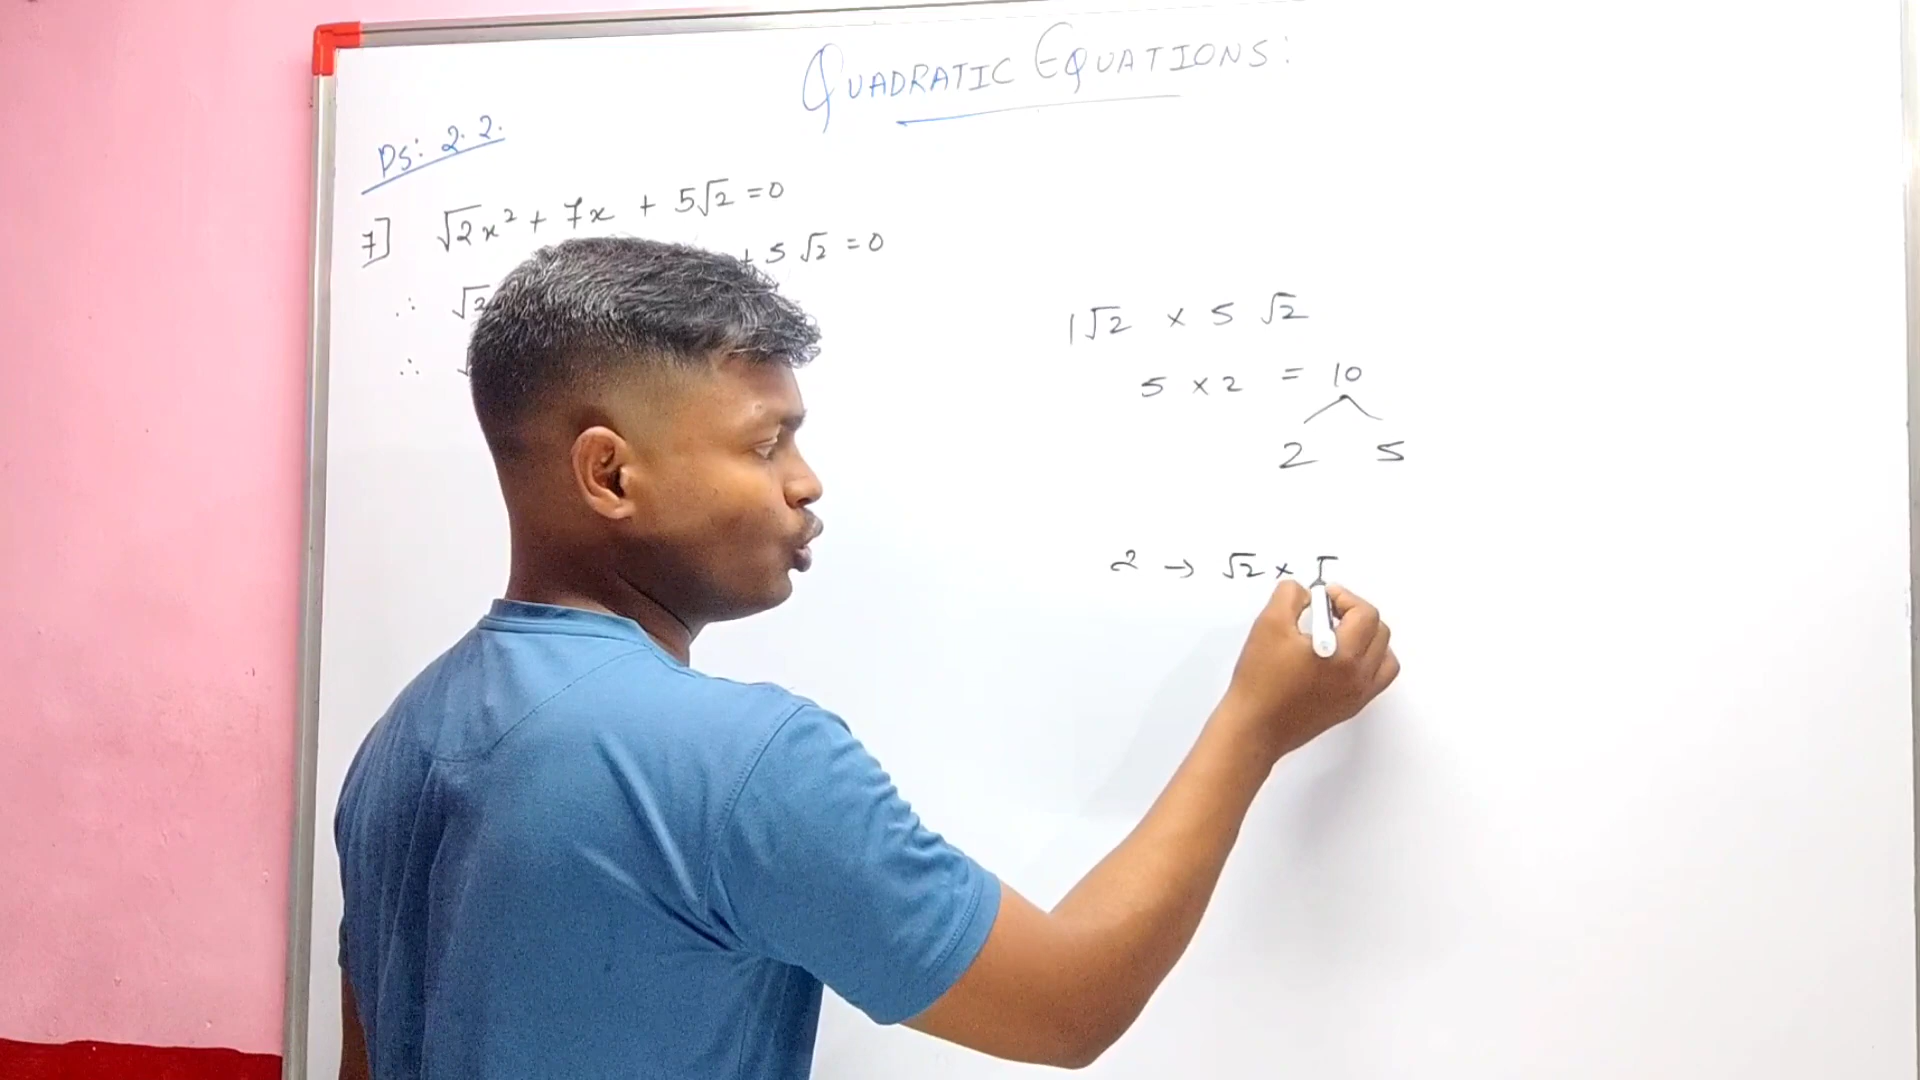 QUADRATIC EQUATIONS:
PS: 2.2.
7] √2x² + 7x + 5√2 = 0
∴ √2 + 5 √2 = 0
∴ √
1√2 × 5 √2
5 × 2 = 10
2 5
2 → √2 × √